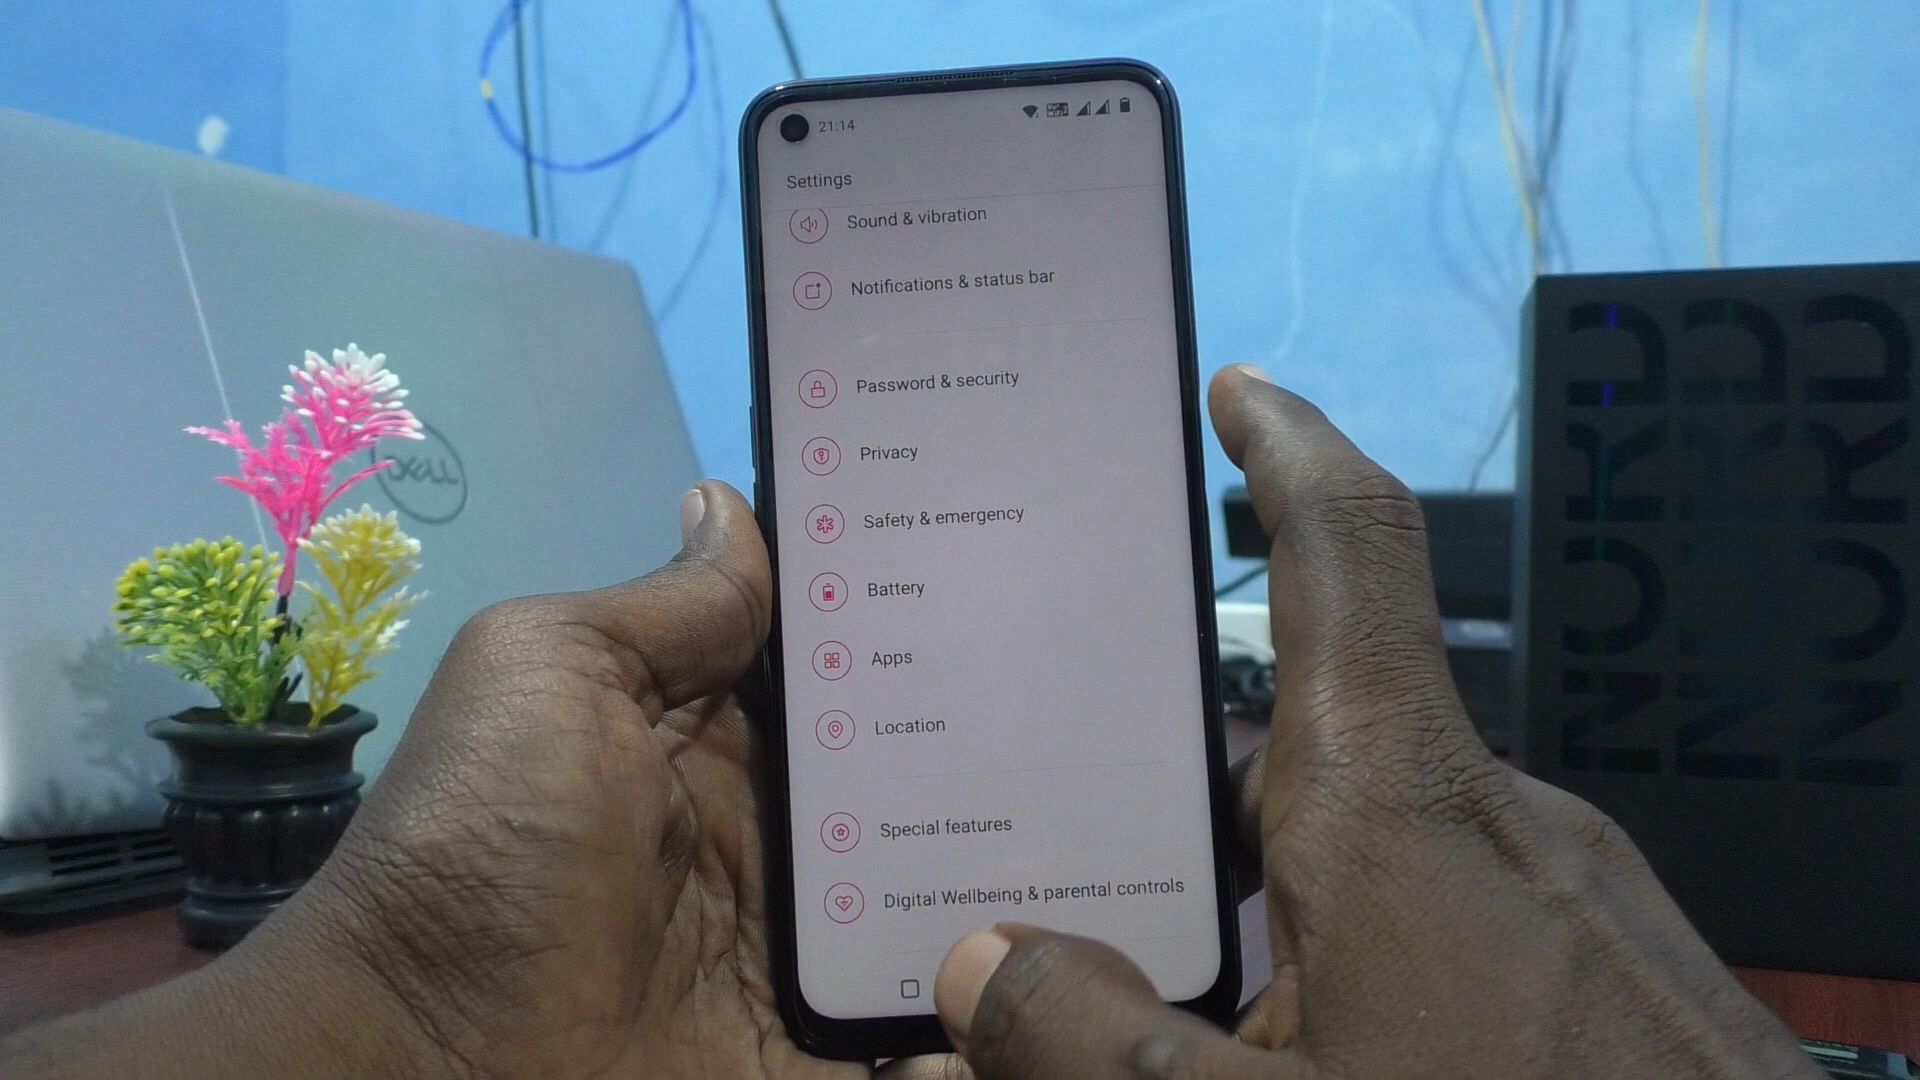 21:14
Settings
Sound & vibration
Notifications & status bar
Password & security
Privacy
Safety & emergency
Battery
Apps
Location
Special features
Digital Wellbeing & parental controls
DELL
NORD
NORD
NORD